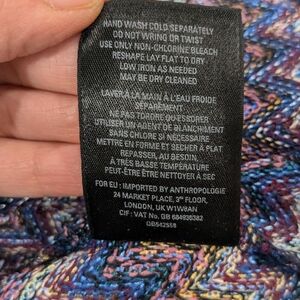 HAND WASH COLD SEPARATELY
DO NOT WRING OR TWIST
USE ONLY NON-CHLORINE BLEACH
RESHAPE LAY FLAT TO DRY
LOW IRON AS NEEDED
MAY BE DRY CLEANED
LAVER À LA MAIN À L'EAU FROIDE
SÉPARÉMENT
NE PAS TORDRE OU ESSORER
UTILISER UN AGENT DE BLANCHIMENT
SANS CHLORE SI NÉCESSAIRE
METTRE EN FORME ET SÉCHER À PLAT
REPASSER, AU BESOIN,
À TRÈS BASSE TEMPÉRATURE
PEUT-ÊTRE ÊTRE NETTOYER À SEC
FOR EU : IMPORTED BY ANTHROPOLOGIE
24 MARKET PLACE, 3RD FLOOR,
LONDON, UK W1W8AN
CIF: VAT No. GB 684936382
GB542558